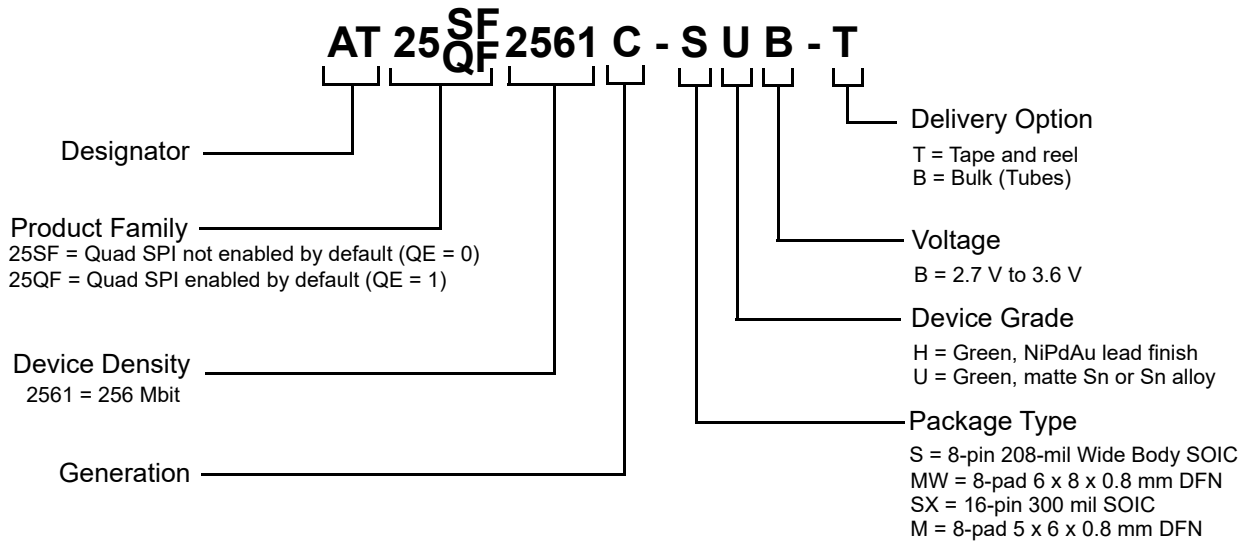 AT 25 SF QF 2561 C - S U B - T
Designator
Product Family
25SF = Quad SPI not enabled by default (QE = 0)
25QF = Quad SPI enabled by default (QE = 1)
Device Density
2561 = 256 Mbit
Generation
Delivery Option
T = Tape and reel
B = Bulk (Tubes)
Voltage
B = 2.7 V to 3.6 V
Device Grade
H = Green, NiPdAu lead finish
U = Green, matte Sn or Sn alloy
Package Type
S = 8-pin 208-mil Wide Body SOIC
MW = 8-pad 6 x 8 x 0.8 mm DFN
SX = 16-pin 300 mil SOIC
M = 8-pad 5 x 6 x 0.8 mm DFN